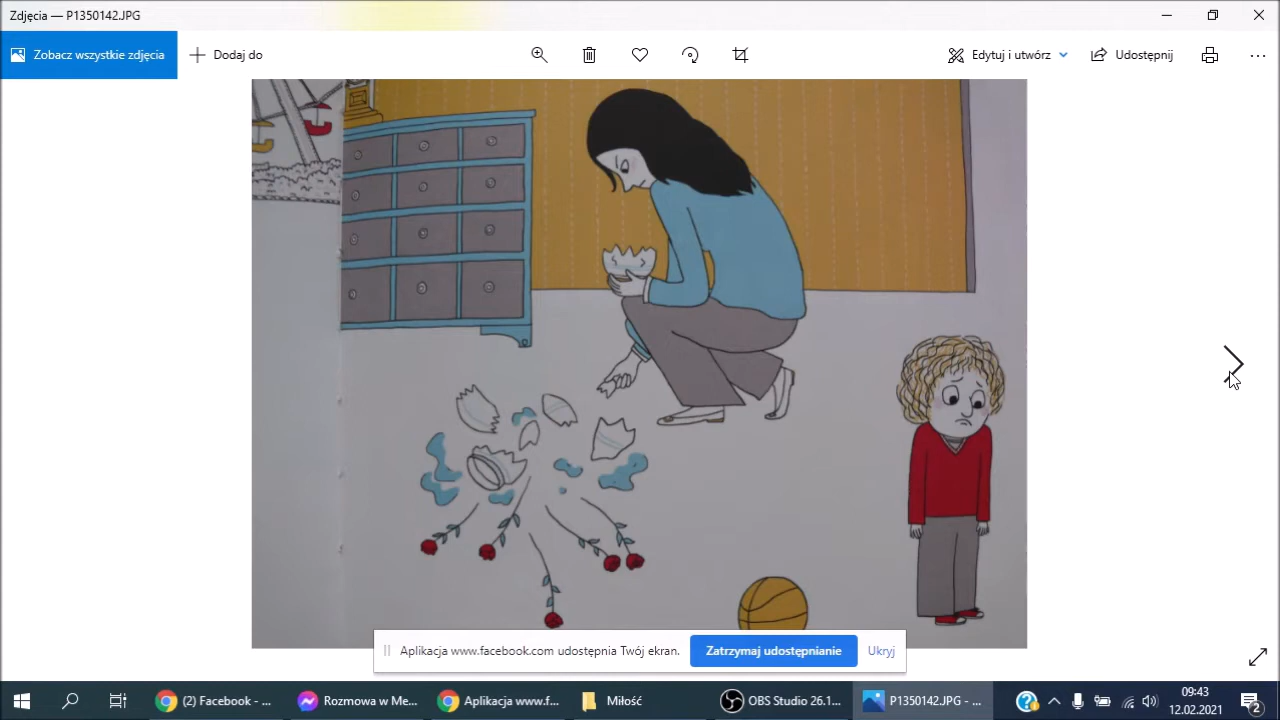 Zdjęcia — P1350142.JPG
Zobacz wszystkie zdjęcia
Dodaj do
Edytuj i utwórz
Udostępnij
Aplikacja www.facebook.com udostępnia Twój ekran.
Zatrzymaj udostępnianie
Ukryj
(2) Facebook - ...
Rozmowa w Me...
Aplikacja www.f...
Miłość
OBS Studio 26.1...
P1350142.JPG - ...
09:43
12.02.2021
2